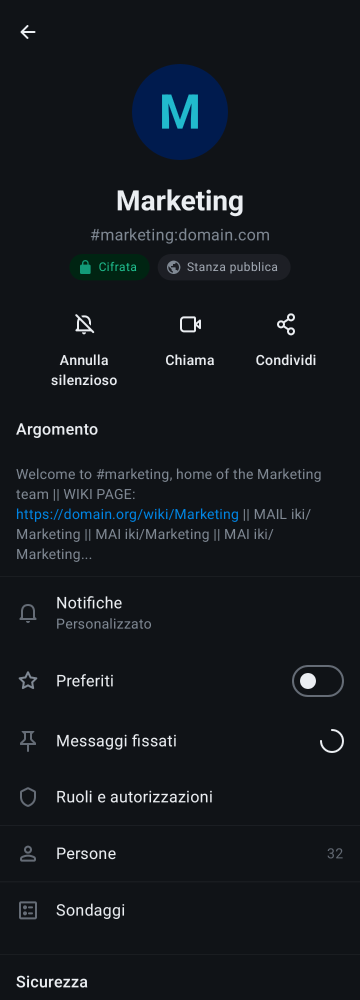 M
Marketing
#marketing:domain.com
Cifrata
Stanza pubblica
Annulla
silenzioso
Chiama
Condividi
Argomento
Welcome to #marketing, home of the Marketing
team || WIKI PAGE:
https://domain.org/wiki/Marketing || MAIL iki/
Marketing || MAI iki/Marketing || MAI iki/
Marketing...
Notifiche
Personalizzato
Preferiti
Messaggi fissati
Ruoli e autorizzazioni
Persone
32
Sondaggi
Sicurezza